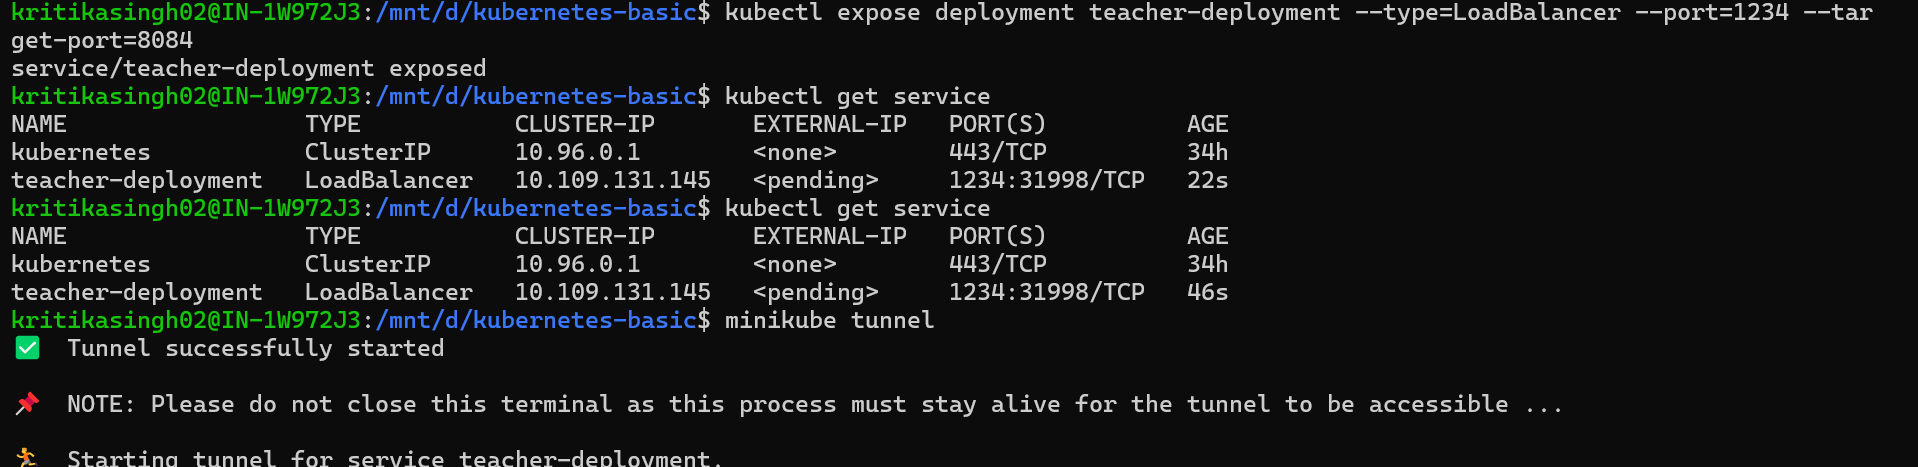 kritikasingh02@IN-1W972J3:/mnt/d/kubernetes-basic$ kubectl expose deployment teacher-deployment --type=LoadBalancer --port=1234 --tar
get-port=8084
service/teacher-deployment exposed
kritikasingh02@IN-1W972J3:/mnt/d/kubernetes-basic$ kubectl get service
NAME                 TYPE           CLUSTER-IP       EXTERNAL-IP   PORT(S)          AGE
kubernetes           ClusterIP      10.96.0.1        <none>        443/TCP          34h
teacher-deployment   LoadBalancer   10.109.131.145   <pending>     1234:31998/TCP   22s
kritikasingh02@IN-1W972J3:/mnt/d/kubernetes-basic$ kubectl get service
NAME                 TYPE           CLUSTER-IP       EXTERNAL-IP   PORT(S)          AGE
kubernetes           ClusterIP      10.96.0.1        <none>        443/TCP          34h
teacher-deployment   LoadBalancer   10.109.131.145   <pending>     1234:31998/TCP   46s
kritikasingh02@IN-1W972J3:/mnt/d/kubernetes-basic$ minikube tunnel
✅  Tunnel successfully started
📌  NOTE: Please do not close this terminal as this process must stay alive for the tunnel to be accessible ...
🏃  Starting tunnel for service teacher-deployment.